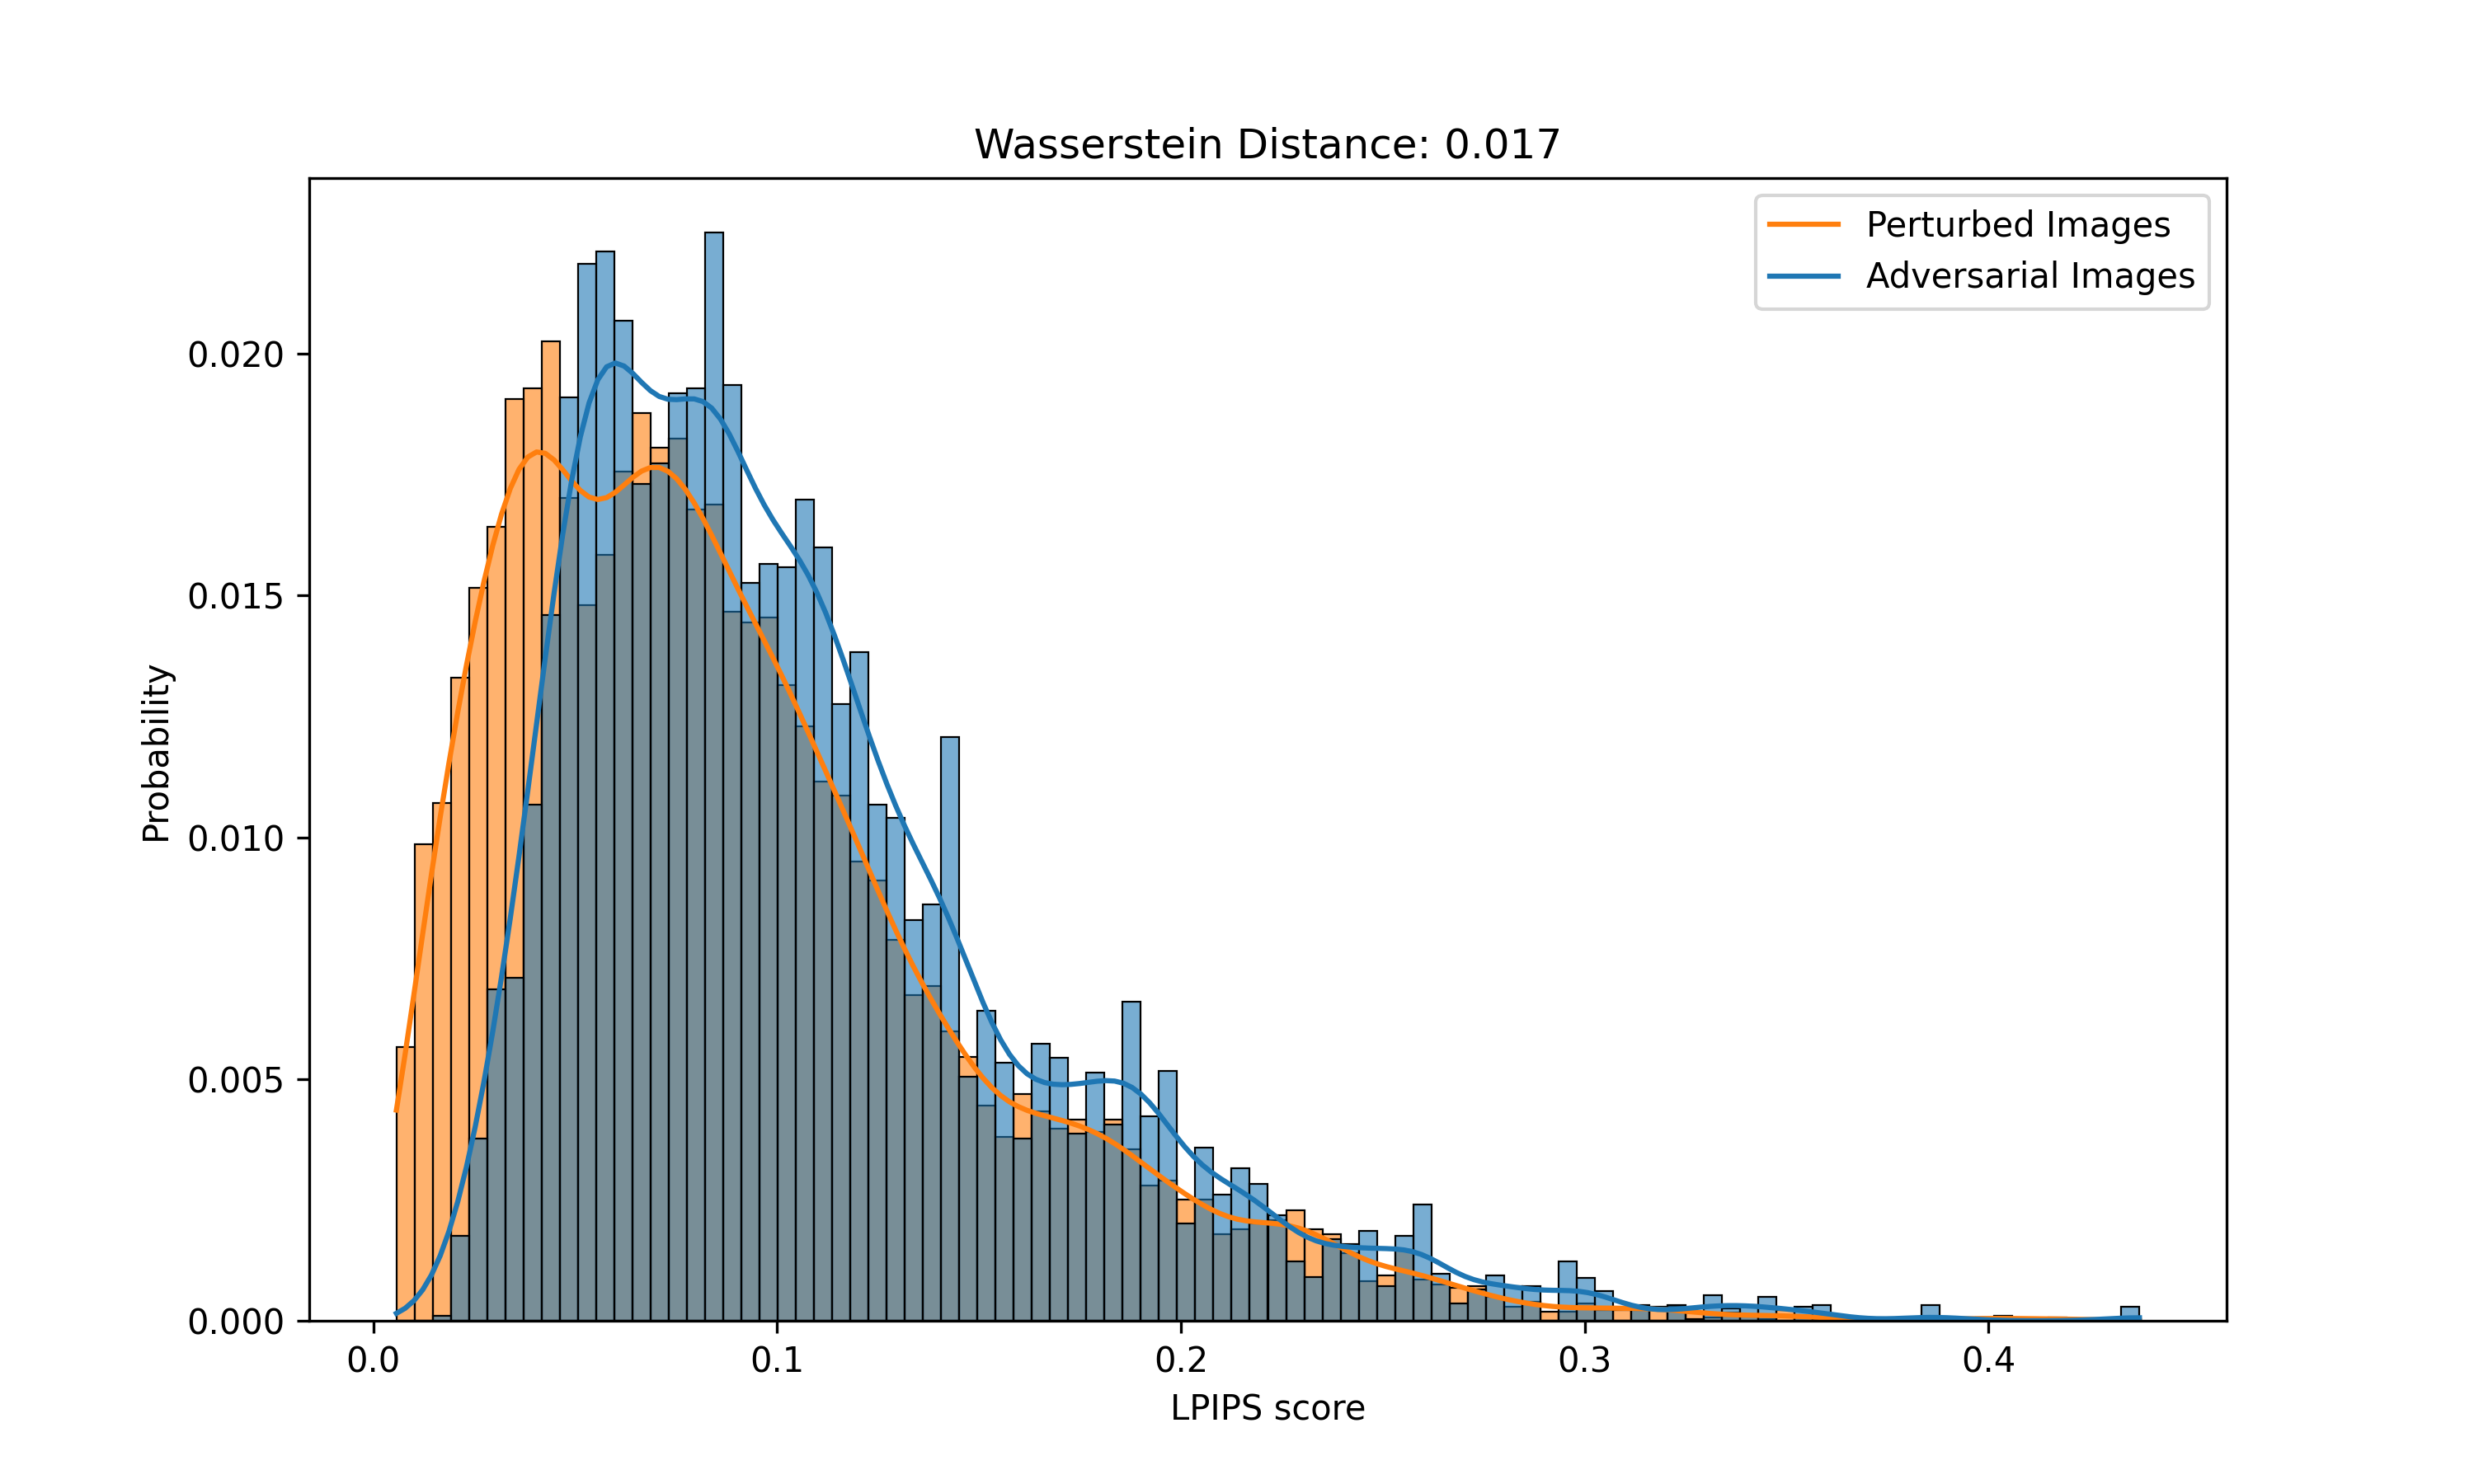 Wasserstein Distance: 0.017
Perturbed Images
Adversarial Images
0.020
0.015
0.010
0.005
0.000
Probability
0.0 0.1 0.2 0.3 0.4
LPIPS score